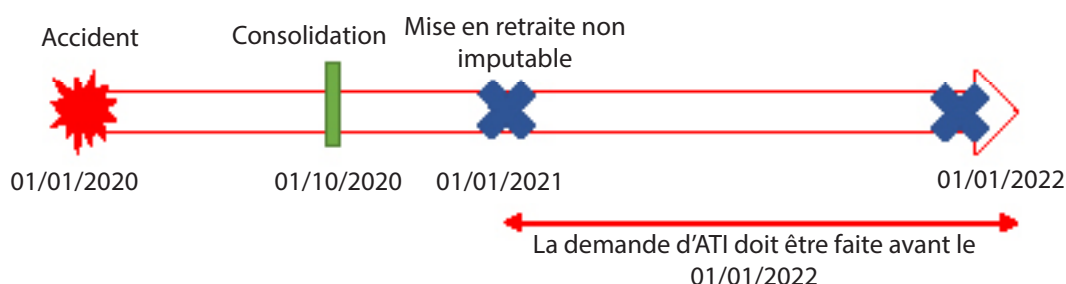 Accident
Consolidation
Mise en retraite non
imputable
01/01/2020
01/10/2020
01/01/2021
01/01/2022
La demande d’ATI doit être faite avant le
01/01/2022